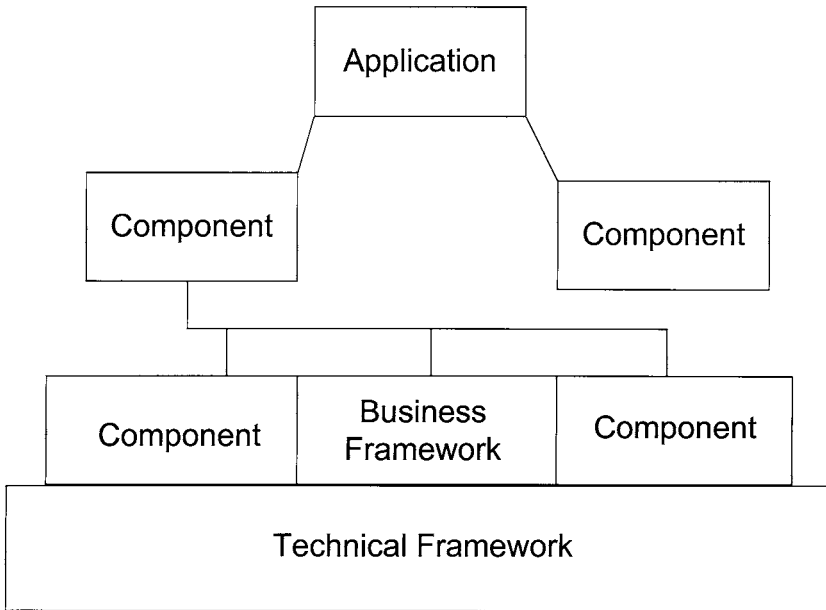 Application
Component
Component
Component
Business
Framework
Component
Technical Framework